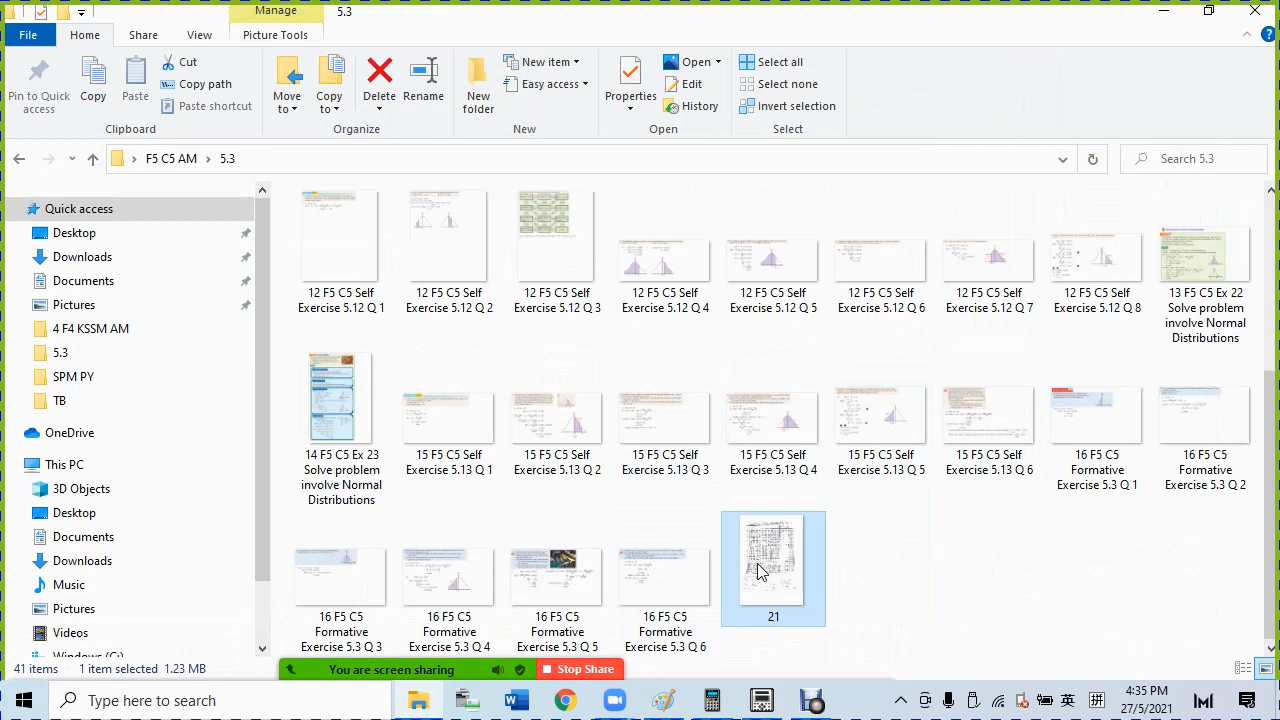 Manage
5.3
File
Home
Share
View
Picture Tools
Pin to Quick
access
Copy
Paste
Cut
Copy path
Paste shortcut
Clipboard
Move
to
Copy
to
Delete
Rename
Organize
New
folder
New item
Easy access
New
Properties
Open
Edit
History
Open
Select all
Select none
Invert selection
Select
F5 C5 AM
5.3
Search 5.3
Quick access
Desktop
Downloads
Documents
Pictures
4 F4 KSSM AM
5.3
SPM PY
TB
OneDrive
This PC
3D Objects
Desktop
Documents
Downloads
Music
Pictures
Videos
Windows (C:)
12 F5 C5 Self
Exercise 5.12 Q 1
12 F5 C5 Self
Exercise 5.12 Q 2
12 F5 C5 Self
Exercise 5.12 Q 3
12 F5 C5 Self
Exercise 5.12 Q 4
12 F5 C5 Self
Exercise 5.12 Q 5
12 F5 C5 Self
Exercise 5.12 Q 6
12 F5 C5 Self
Exercise 5.12 Q 7
12 F5 C5 Self
Exercise 5.12 Q 8
13 F5 C5 Ex 22
Solve problem
involve Normal
Distributions
14 F5 C5 Ex 23
Solve problem
involve Normal
Distributions
15 F5 C5 Self
Exercise 5.13 Q 1
15 F5 C5 Self
Exercise 5.13 Q 2
15 F5 C5 Self
Exercise 5.13 Q 3
15 F5 C5 Self
Exercise 5.13 Q 4
15 F5 C5 Self
Exercise 5.13 Q 5
15 F5 C5 Self
Exercise 5.13 Q 6
16 F5 C5
Formative
Exercise 5.3 Q 1
16 F5 C5
Formative
Exercise 5.3 Q 2
16 F5 C5
Formative
Exercise 5.3 Q 3
16 F5 C5
Formative
Exercise 5.3 Q 4
16 F5 C5
Formative
Exercise 5.3 Q 5
16 F5 C5
Formative
Exercise 5.3 Q 6
21
41 items
1 item selected 1.23 MB
You are screen sharing
Stop Share
Type here to search
英
拼
4:35 PM
27/5/2021